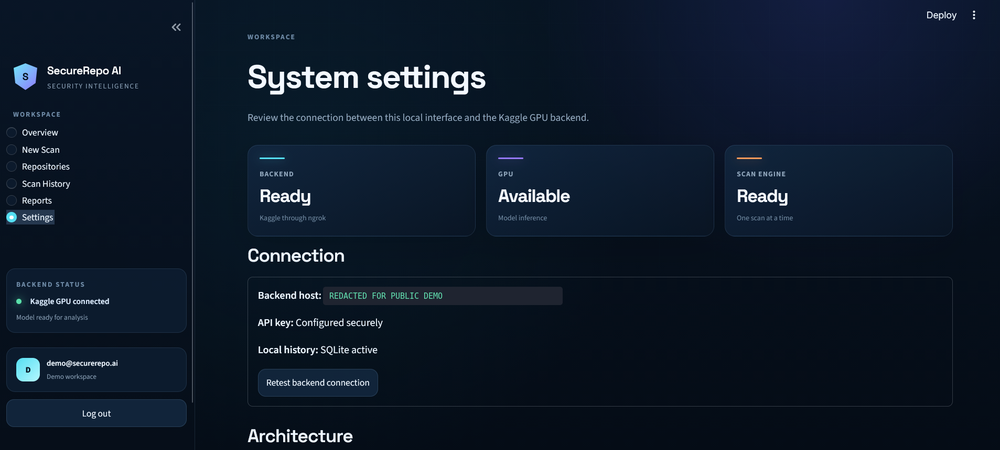 Deploy
S
SecureRepo AI
SECURITY INTELLIGENCE
WORKSPACE
Overview
New Scan
Repositories
Scan History
Reports
Settings
BACKEND STATUS
Kaggle GPU connected
Model ready for analysis
D
demo@securerepo.ai
Demo workspace
Log out
WORKSPACE
System settings
Review the connection between this local interface and the Kaggle GPU backend.
BACKEND
Ready
Kaggle through ngrok
GPU
Available
Model inference
SCAN ENGINE
Ready
One scan at a time
Connection
Backend host: REDACTED FOR PUBLIC DEMO
API key: Configured securely
Local history: SQLite active
Retest backend connection
Architecture